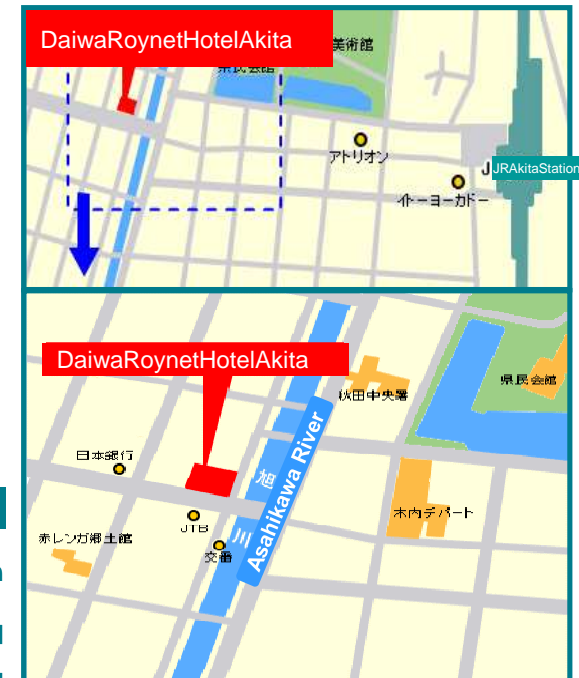 DaiwaRoynetHotelAkita
美術館
県民会館
アトリオン
JRAkitaStation
イトーヨーカドー
DaiwaRoynetHotelAkita
県民会館
秋田中央署
Asahikawa River
旭川
日本銀行
木内デパート
JTB
赤レンガ郷土館
交番